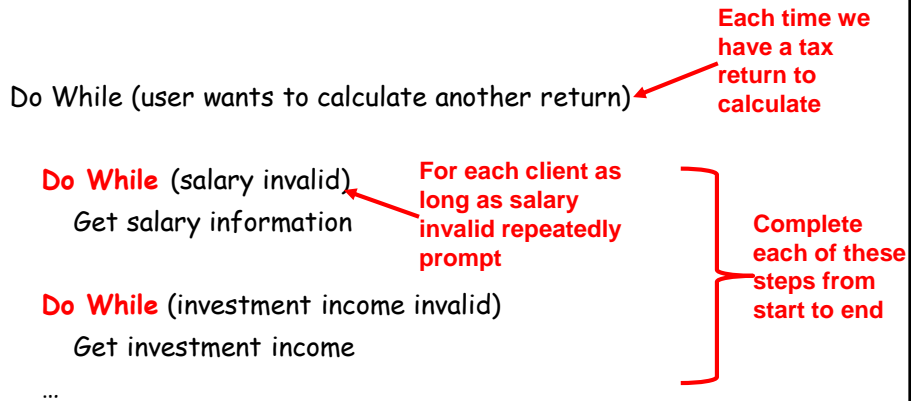 Each time we
have a tax
return to
calculate
Do While (user wants to calculate another return)
Do While (salary invalid)
Get salary information
For each client as
long as salary
invalid repeatedly
prompt
Complete
each of these
steps from
start to end
Do While (investment income invalid)
Get investment income
…